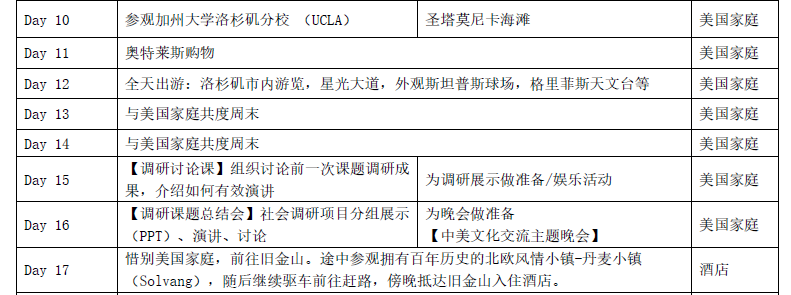 Day 10 参观加州大学洛杉矶分校 （UCLA） 圣塔莫尼卡海滩 美国家庭
Day 11 奥特莱斯购物 美国家庭
Day 12 全天出游：洛杉矶市内游览，星光大道，外观斯坦普斯球场，格里菲斯天文台等 美国家庭
Day 13 与美国家庭共度周末 美国家庭
Day 14 与美国家庭共度周末 美国家庭
Day 15 【调研讨论课】组织讨论前一次课题调研成
果，介绍如何有效演讲 为调研展示做准备/娱乐活动 美国家庭
Day 16 【调研课题总结会】社会调研项目分组展示
（PPT）、演讲、讨论 为晚会做准备
【中美文化交流主题晚会】 美国家庭
Day 17 惜别美国家庭，前往旧金山。途中参观拥有百年历史的北欧风情小镇-丹麦小镇
（Solvang），随后继续驱车前往赶路，傍晚抵达旧金山入住酒店。 酒店